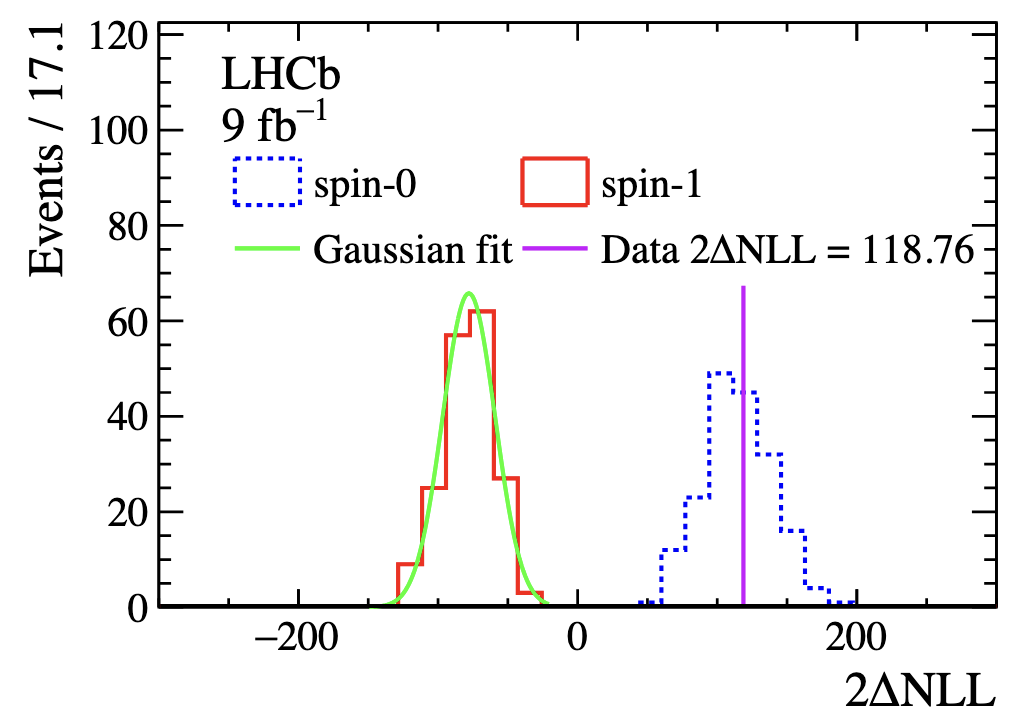 Events / 17.1
120
100
80
60
40
20
0
LHCb
9 fb⁻¹
spin-0 spin-1
Gaussian fit Data 2ΔNLL = 118.76
−200 0 200
2ΔNLL